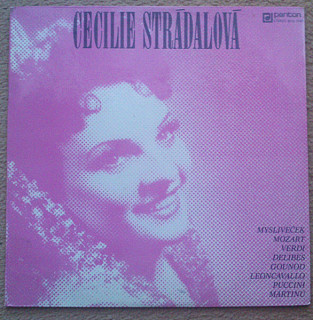 CECILIE STRÁDALOVÁ
panton
MYSLIVEČEK
MOZART
VERDI
DELIBES
GOUNOD
LEONCAVALLO
PUCCINI
MARTINŮ